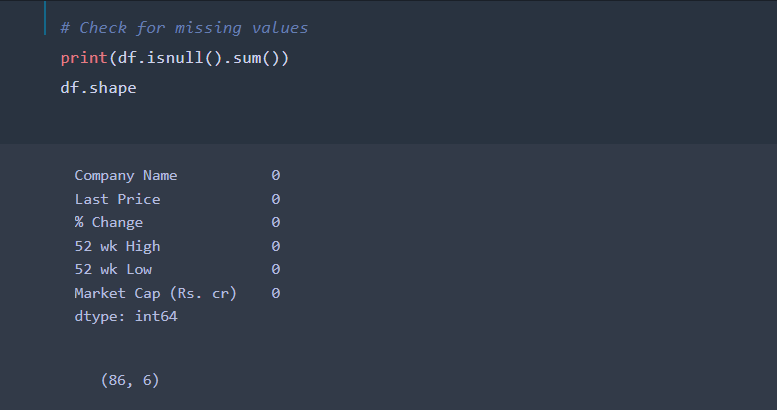 # Check for missing values
print(df.isnull().sum())
df.shape
Company Name 0
Last Price 0
% Change 0
52 wk High 0
52 wk Low 0
Market Cap (Rs. cr) 0
dtype: int64
(86, 6)